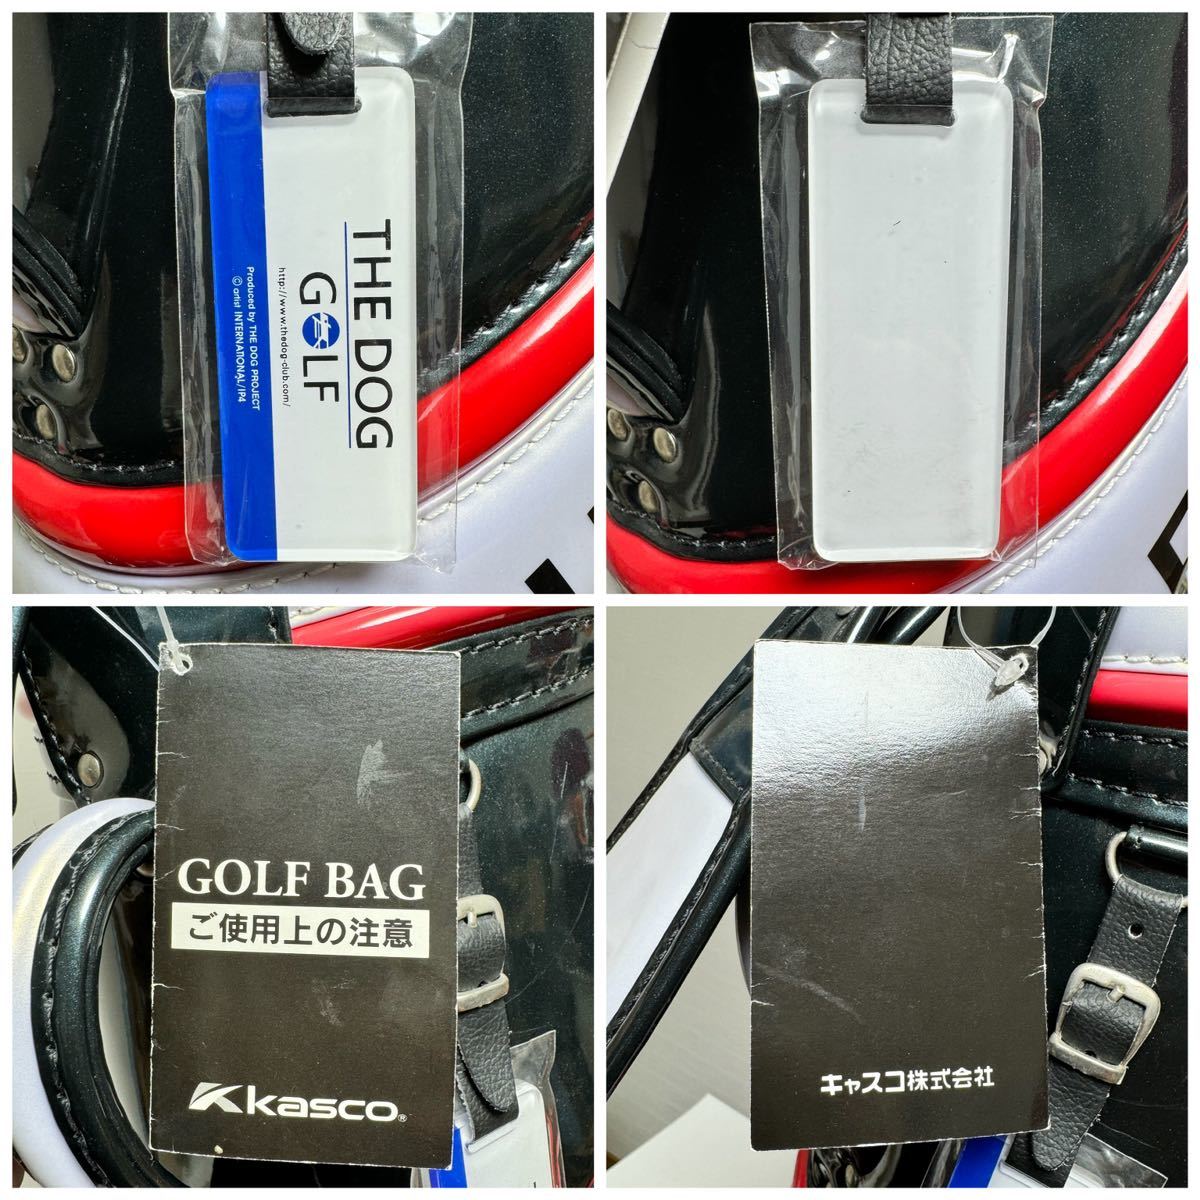 THE DOG
GOLF
http://www.thedog-club.com/
Produced by THE DOG PROJECT
© artist INTERNATIONAL/IP4
GOLF BAG
ご使用上の注意
kasco®
キャスコ株式会社